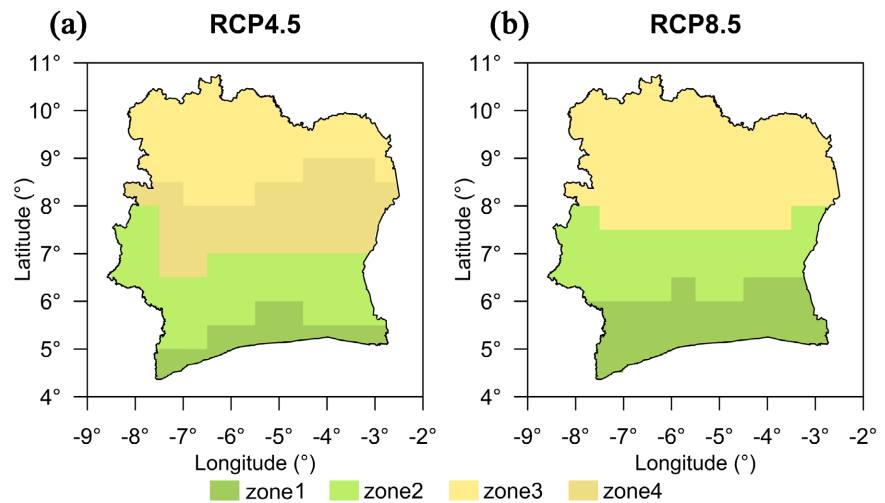 (a) RCP4.5 (b) RCP8.5
11° 11°
10° 10°
9° 9°
8° 8°
7° 7°
6° 6°
5° 5°
4° 4°
Latitude (°) Latitude (°)
-9° -8° -7° -6° -5° -4° -3° -2° -9° -8° -7° -6° -5° -4° -3° -2°
Longitude (°) Longitude (°)
zone1 zone2 zone3 zone4